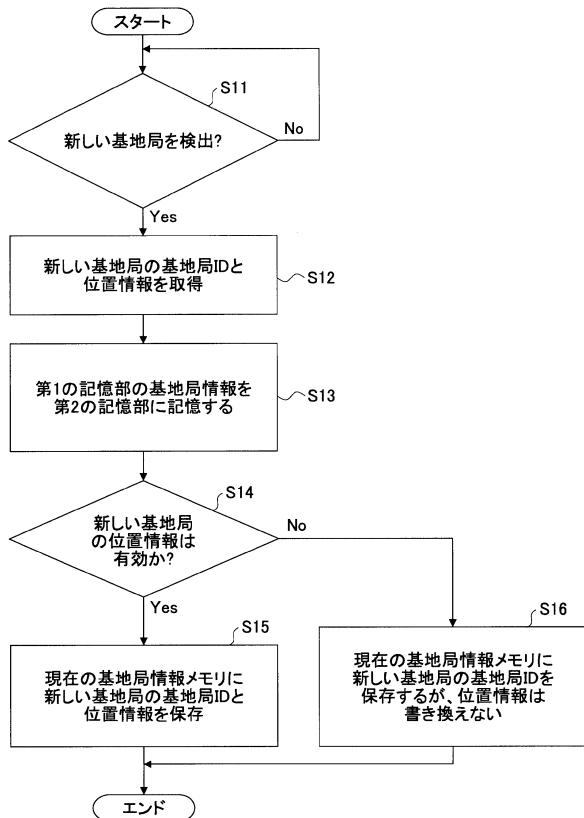 スタート
S11
新しい基地局を検出?
No
Yes
新しい基地局の基地局IDと
位置情報を取得
S12
第1の記憶部の基地局情報を
第2の記憶部に記憶する
S13
S14
新しい基地局
の位置情報は
有効か?
No
Yes
S15
現在の基地局情報メモリに
新しい基地局の基地局IDと
位置情報を保存
S16
現在の基地局情報メモリに
新しい基地局の基地局IDを
保存するが、位置情報は
書き換えない
エンド